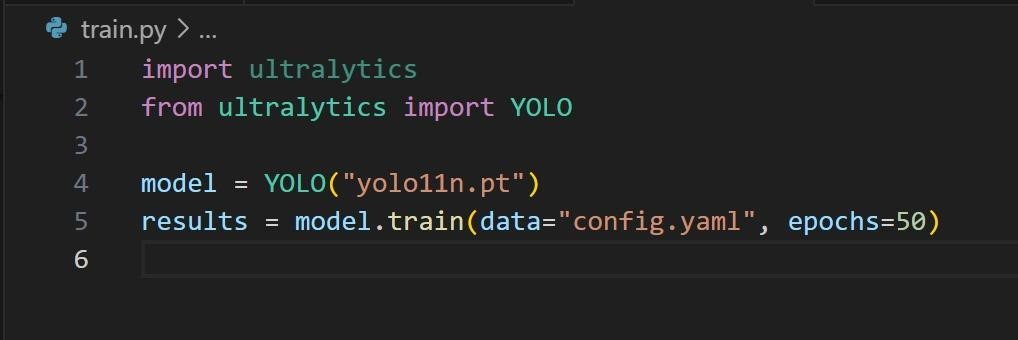 train.py > ...
1 import ultralytics
2 from ultralytics import YOLO
3
4 model = YOLO("yolo11n.pt")
5 results = model.train(data="config.yaml", epochs=50)
6